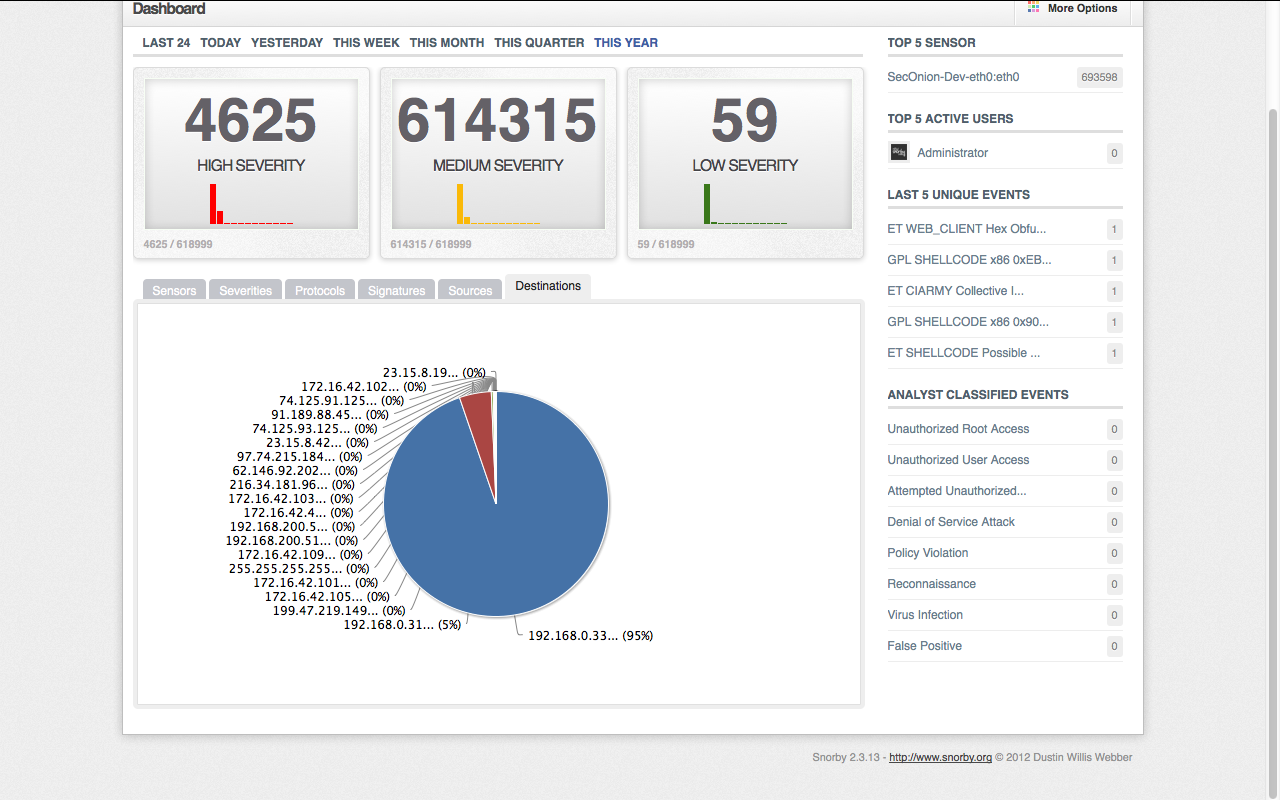 Dashboard
More Options
LAST 24 TODAY YESTERDAY THIS WEEK THIS MONTH THIS QUARTER THIS YEAR
4625
HIGH SEVERITY
4625 / 618999
614315
MEDIUM SEVERITY
614315 / 618999
59
LOW SEVERITY
59 / 618999
Sensors Severities Protocols Signatures Sources Destinations
23.15.8.19... (0%)
172.16.42.102... (0%)
74.125.91.125... (0%)
91.189.88.45... (0%)
74.125.93.125... (0%)
23.15.8.42... (0%)
97.74.215.184... (0%)
62.146.92.202... (0%)
216.34.181.96... (0%)
172.16.42.103... (0%)
172.16.42.4... (0%)
192.168.200.5... (0%)
192.168.200.51... (0%)
172.16.42.109... (0%)
255.255.255.255... (0%)
172.16.42.101... (0%)
172.16.42.105... (0%)
199.47.219.149... (0%)
192.168.0.31... (5%)
192.168.0.33... (95%)
TOP 5 SENSOR
SecOnion-Dev-eth0:eth0 693598
TOP 5 ACTIVE USERS
Administrator 0
LAST 5 UNIQUE EVENTS
ET WEB_CLIENT Hex Obfu... 1
GPL SHELLCODE x86 0xEB... 1
ET CIARMY Collective I... 1
GPL SHELLCODE x86 0x90... 1
ET SHELLCODE Possible ... 1
ANALYST CLASSIFIED EVENTS
Unauthorized Root Access 0
Unauthorized User Access 0
Attempted Unauthorized... 0
Denial of Service Attack 0
Policy Violation 0
Reconnaissance 0
Virus Infection 0
False Positive 0
Snorby 2.3.13 - http://www.snorby.org © 2012 Dustin Willis Webber